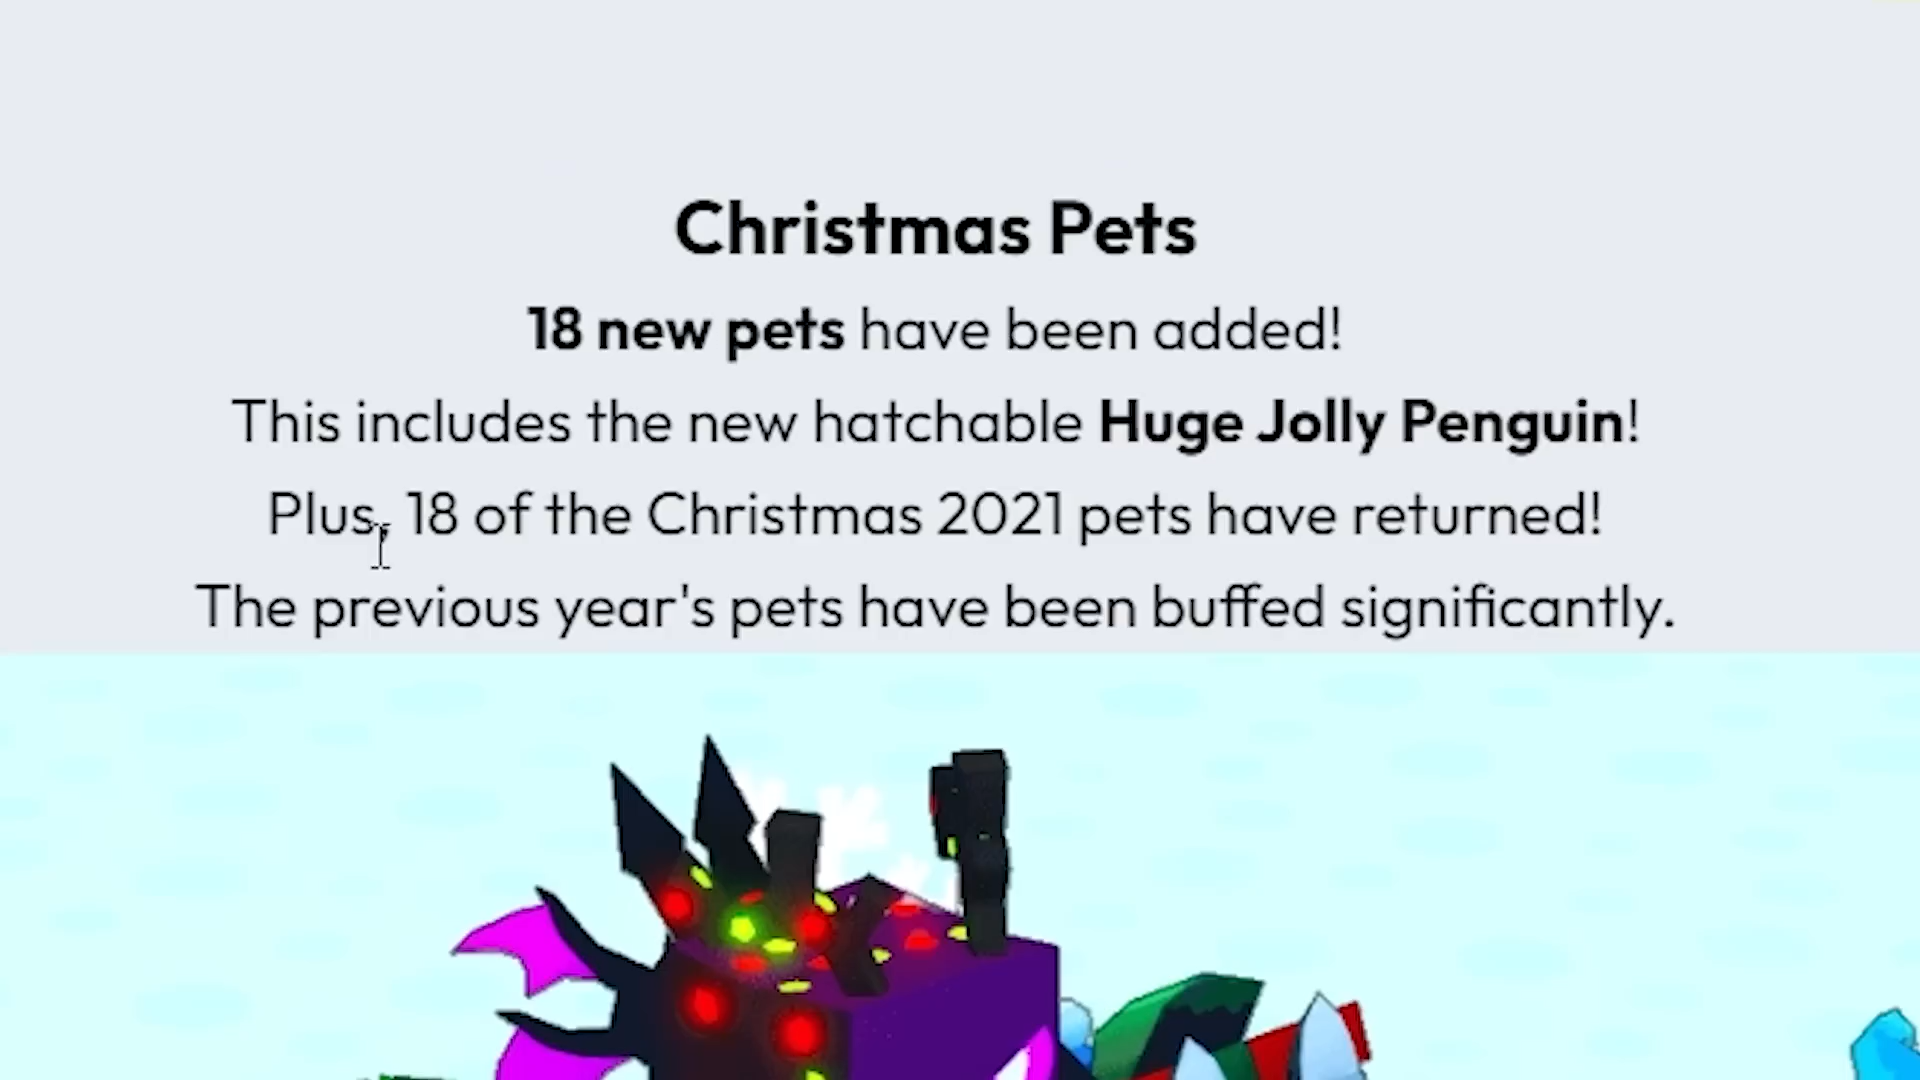 Christmas Pets
18 new pets have been added!
This includes the new hatchable Huge Jolly Penguin!
Plus, 18 of the Christmas 2021 pets have returned!
The previous year's pets have been buffed significantly.